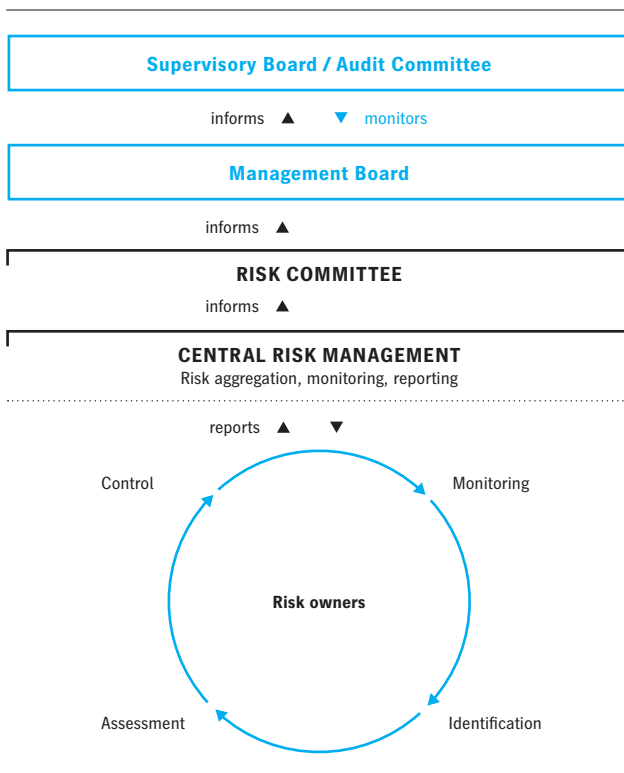 Supervisory Board / Audit Committee
informs ▲ ▼ monitors
Management Board
informs ▲
RISK COMMITTEE
informs ▲
CENTRAL RISK MANAGEMENT
Risk aggregation, monitoring, reporting
reports ▲ ▼
Control
Monitoring
Risk owners
Assessment
Identification